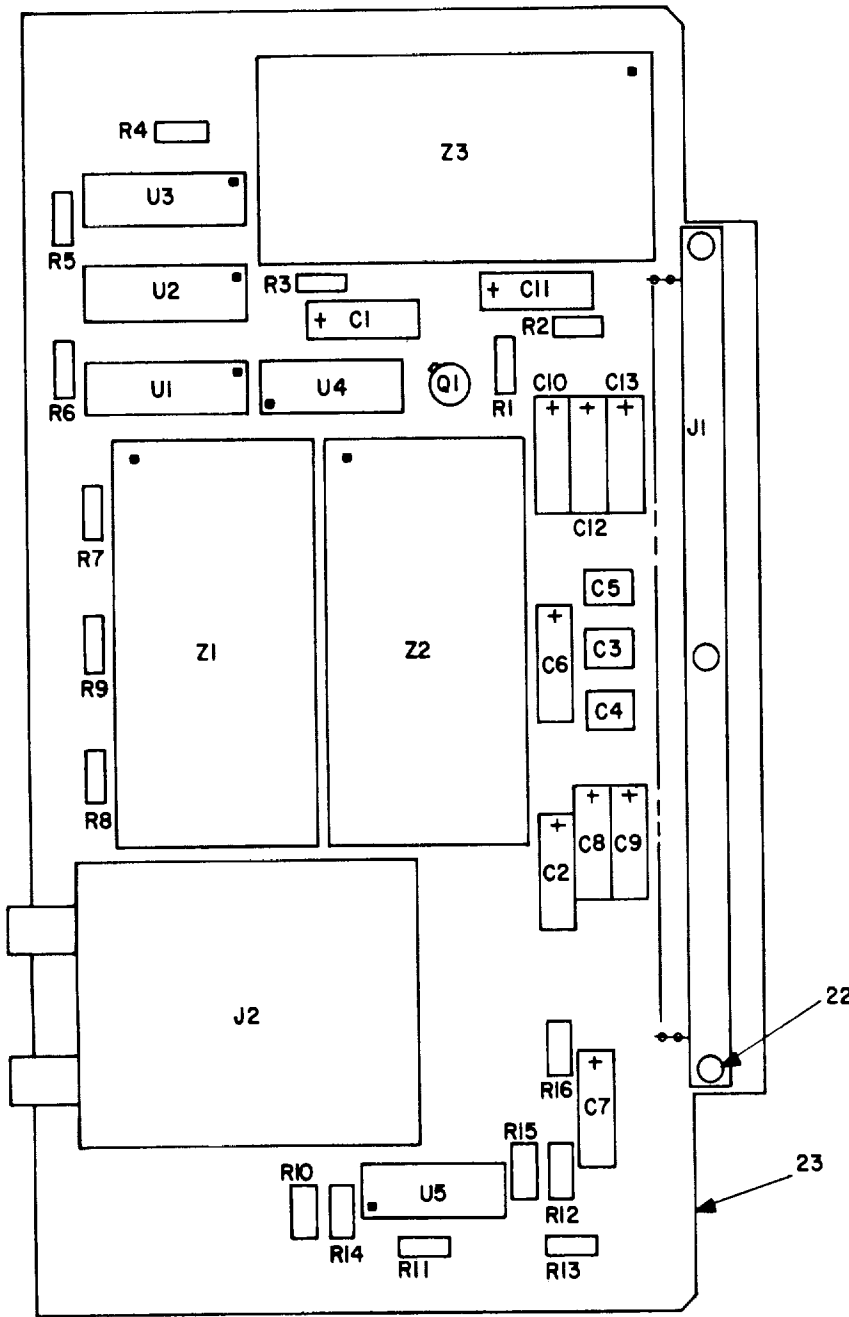 R4
Z3
U3
R5
U2
R3
+ C1
+ C11
R2
R6
U1
U4
Q1
R1
C10
C13
+
+
+
J1
C12
R7
C5
+
C6
C3
R9
Z1
Z2
C4
R8
+
C2
+
C8
+
C9
J2
22
R16
+
C7
R15
23
R10
U5
R12
R14
R11
R13